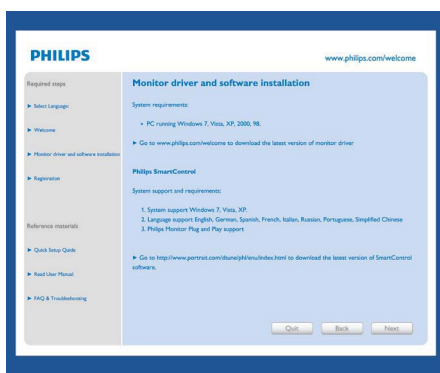 PHILIPS
www.philips.com/welcome
Required steps
► Select Language:
► Welcome
► Monitor driver and software installation
► Registration
Reference materials
► Quick Setup Guide
► Read User Manual
► FAQ & Troubleshooting
Monitor driver and software installation
System requirements:
• PC running Windows 7, Vista, XP, 2000, 98.
► Go to www.philips.com/welcome to download the latest version of monitor driver
Philips SmartControl
System support and requirements:
1. System support Windows 7, Vista, XP.
2. Language support English, German, Spanish, French, Italian, Russian, Portuguese, Simplified Chinese
3. Philips Monitor Plug and Play support
► Go to http://www.portrait.com/dtune/phl/enu/index.html to download the latest version of SmartControl
software.
Quit
Back
Next